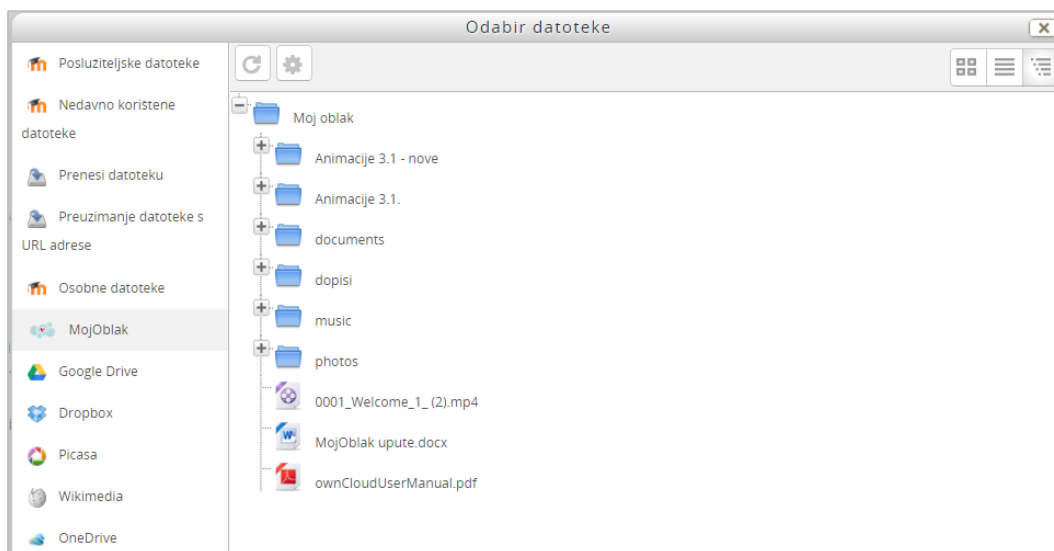 Odabir datoteke
Poslužiteljske datoteke
Nedavno korištene
datoteke
Prenesi datoteku
Preuzimanje datoteke s
URL adrese
Osobne datoteke
MojOblak
Google Drive
Dropbox
Picasa
Wikimedia
OneDrive
Moj oblak
Animacije 3.1 - nove
Animacije 3.1.
documents
dopisi
music
photos
0001_Welcome_1_ (2).mp4
MojOblak upute.docx
ownCloudUserManual.pdf